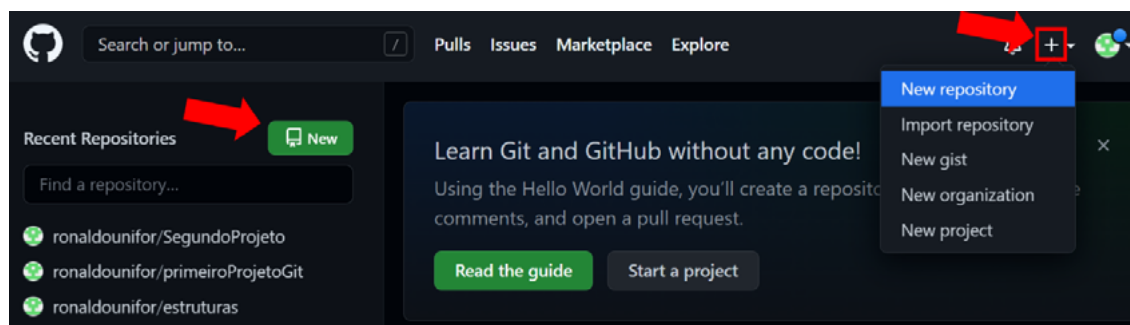 Search or jump to... /
Pulls Issues Marketplace Explore
+
New repository
Import repository
New gist
New organization
New project
Recent Repositories
New
Find a repository...
ronaldounifor/SegundoProjeto
ronaldounifor/primeiroProjetoGit
ronaldounifor/estruturas
Learn Git and GitHub without any code!
Using the Hello World guide, you'll create a
comments, and open a pull request.
Read the guide
Start a project